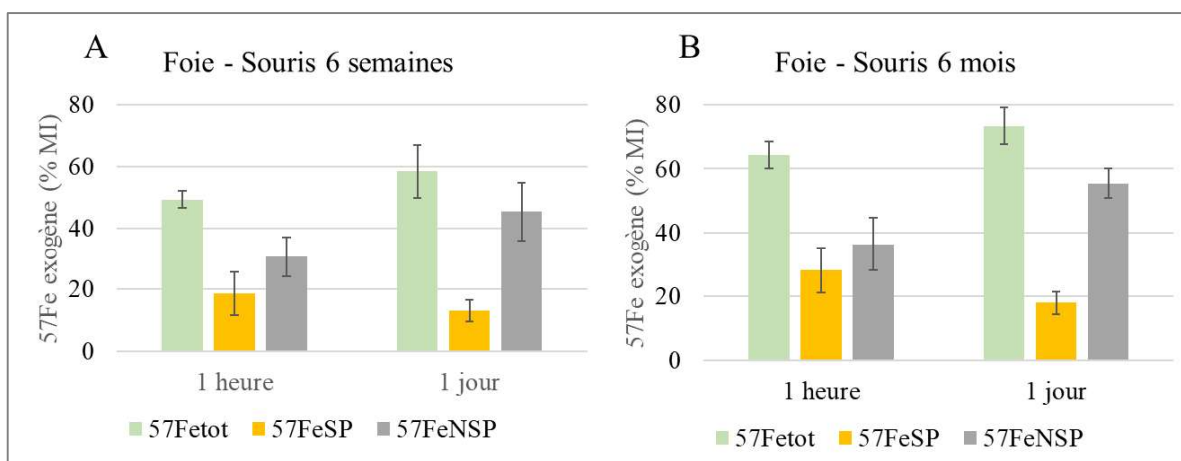 A
Foie - Souris 6 semaines
57Fe exogène (% MI)
80
60
40
20
0
1 heure
1 jour
57Fetot
57FeSP
57FeNSP
B
Foie - Souris 6 mois
57Fe exogène (% MI)
80
60
40
20
0
1 heure
1 jour
57Fetot
57FeSP
57FeNSP